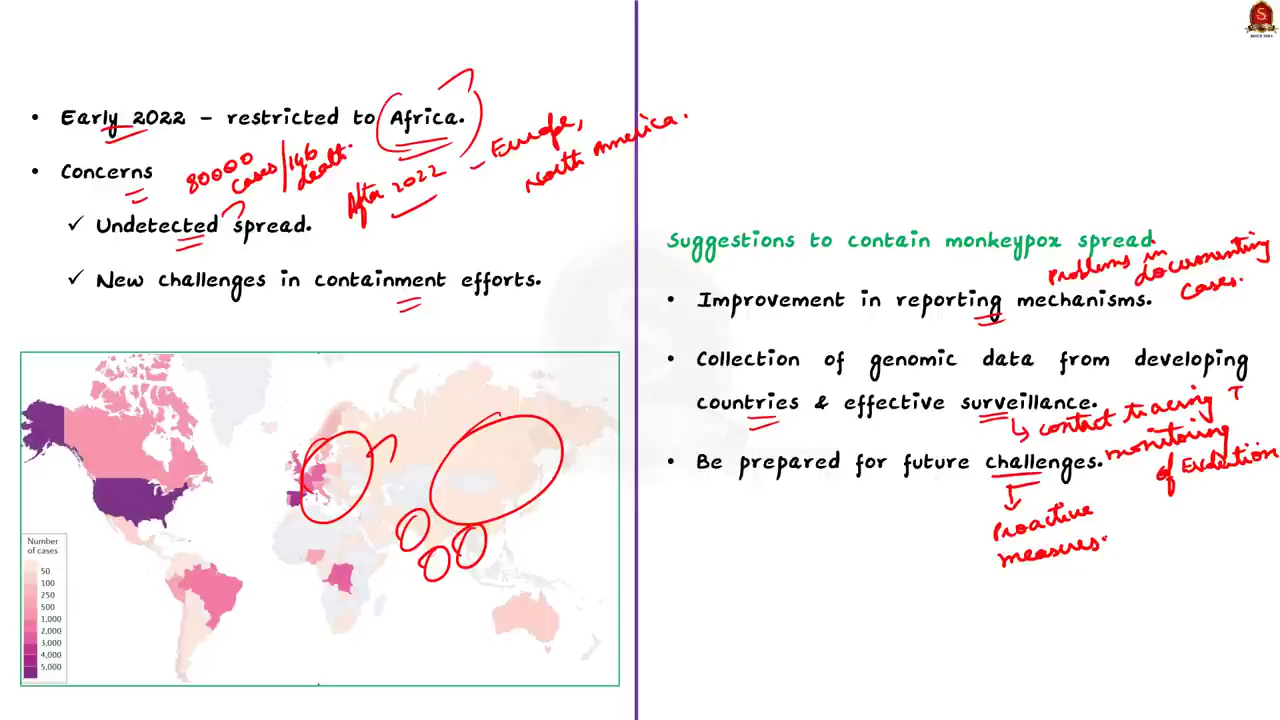 • Early 2022 – restricted to Africa.
80000 cases/146 death.
After 2022 – Europe, North America.
• Concerns
✓ Undetected spread.
✓ New challenges in containment efforts.
Number
of cases
50
100
250
500
1,000
2,000
3,000
4,000
5,000
S
Suggestions to contain monkeypox spread
Problems in
documenting
cases.
• Improvement in reporting mechanisms.
• Collection of genomic data from developing
countries & effective surveillance.
contact tracing
monitoring
of Evolution
• Be prepared for future challenges.
Proactive
measures.